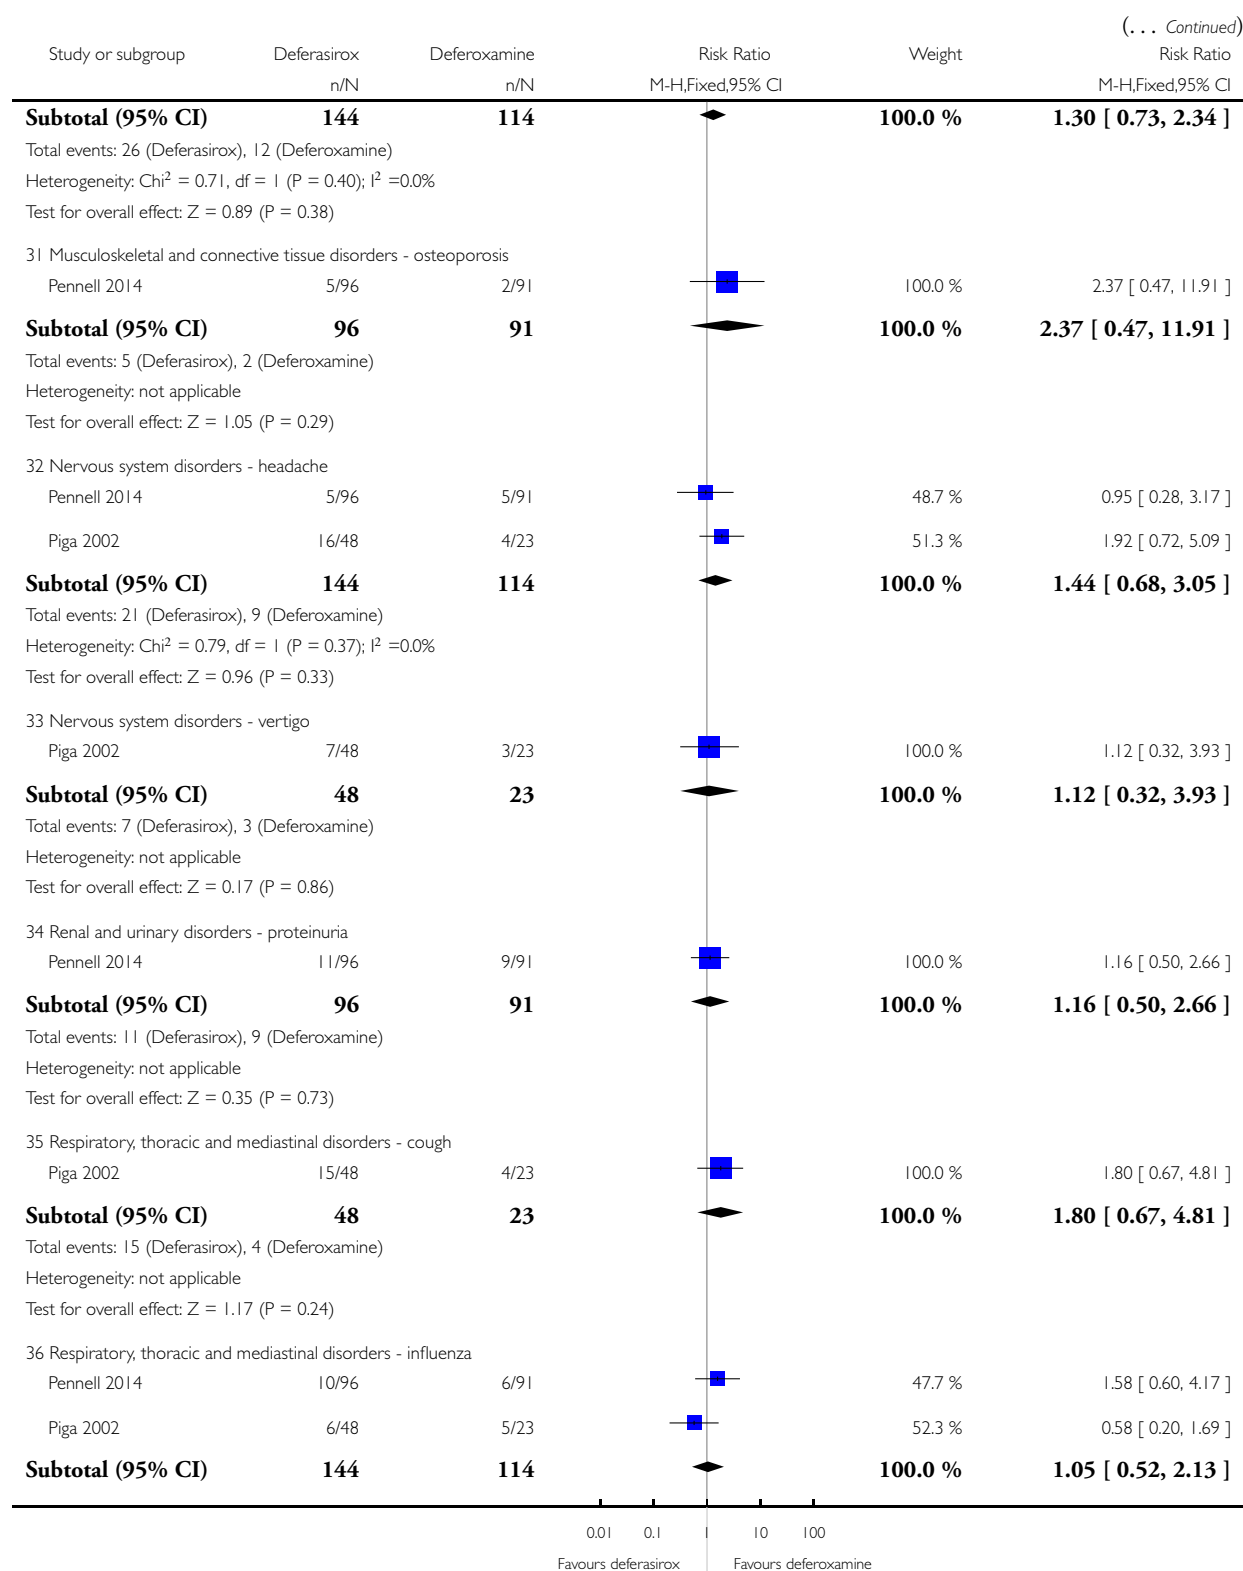 (. . . Continued)
Study or subgroup Deferasirox Deferoxamine Risk Ratio Weight Risk Ratio
n/N n/N M-H,Fixed,95% CI M-H,Fixed,95% CI
Subtotal (95% CI) 144 114 100.0 % 1.30 [ 0.73, 2.34 ]
Total events: 26 (Deferasirox), 12 (Deferoxamine)
Heterogeneity: Chi² = 0.71, df = 1 (P = 0.40); I² =0.0%
Test for overall effect: Z = 0.89 (P = 0.38)
31 Musculoskeletal and connective tissue disorders - osteoporosis
Pennell 2014 5/96 2/91 100.0 % 2.37 [ 0.47, 11.91 ]
Subtotal (95% CI) 96 91 100.0 % 2.37 [ 0.47, 11.91 ]
Total events: 5 (Deferasirox), 2 (Deferoxamine)
Heterogeneity: not applicable
Test for overall effect: Z = 1.05 (P = 0.29)
32 Nervous system disorders - headache
Pennell 2014 5/96 5/91 48.7 % 0.95 [ 0.28, 3.17 ]
Piga 2002 16/48 4/23 51.3 % 1.92 [ 0.72, 5.09 ]
Subtotal (95% CI) 144 114 100.0 % 1.44 [ 0.68, 3.05 ]
Total events: 21 (Deferasirox), 9 (Deferoxamine)
Heterogeneity: Chi² = 0.79, df = 1 (P = 0.37); I² =0.0%
Test for overall effect: Z = 0.96 (P = 0.33)
33 Nervous system disorders - vertigo
Piga 2002 7/48 3/23 100.0 % 1.12 [ 0.32, 3.93 ]
Subtotal (95% CI) 48 23 100.0 % 1.12 [ 0.32, 3.93 ]
Total events: 7 (Deferasirox), 3 (Deferoxamine)
Heterogeneity: not applicable
Test for overall effect: Z = 0.17 (P = 0.86)
34 Renal and urinary disorders - proteinuria
Pennell 2014 11/96 9/91 100.0 % 1.16 [ 0.50, 2.66 ]
Subtotal (95% CI) 96 91 100.0 % 1.16 [ 0.50, 2.66 ]
Total events: 11 (Deferasirox), 9 (Deferoxamine)
Heterogeneity: not applicable
Test for overall effect: Z = 0.35 (P = 0.73)
35 Respiratory, thoracic and mediastinal disorders - cough
Piga 2002 15/48 4/23 100.0 % 1.80 [ 0.67, 4.81 ]
Subtotal (95% CI) 48 23 100.0 % 1.80 [ 0.67, 4.81 ]
Total events: 15 (Deferasirox), 4 (Deferoxamine)
Heterogeneity: not applicable
Test for overall effect: Z = 1.17 (P = 0.24)
36 Respiratory, thoracic and mediastinal disorders - influenza
Pennell 2014 10/96 6/91 47.7 % 1.58 [ 0.60, 4.17 ]
Piga 2002 6/48 5/23 52.3 % 0.58 [ 0.20, 1.69 ]
Subtotal (95% CI) 144 114 100.0 % 1.05 [ 0.52, 2.13 ]
0.01 0.1 1 10 100
Favours deferasirox Favours deferoxamine